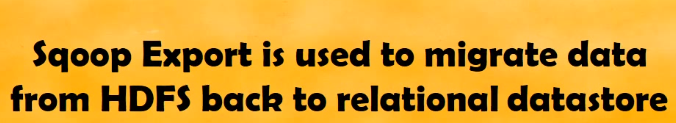 Sqoop Export is used to migrate data
from HDFS back to relational datastore